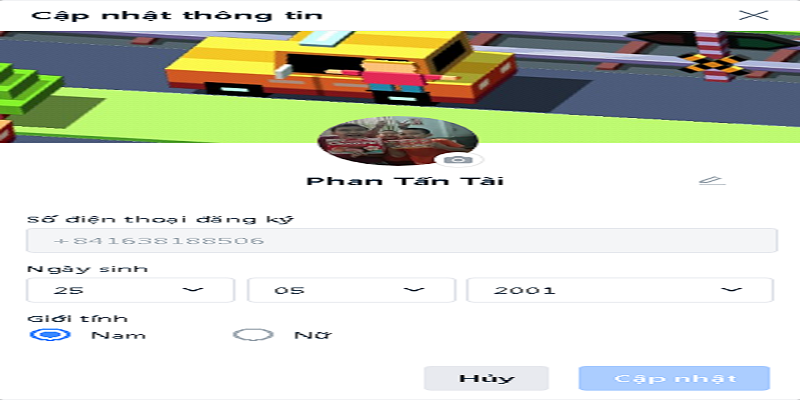 Cập nhật thông tin
Phan Tấn Tài
Số điện thoại đăng ký
+841638188506
Ngày sinh
25 05 2001
Giới tính
Nam Nữ
Hủy Cập nhật